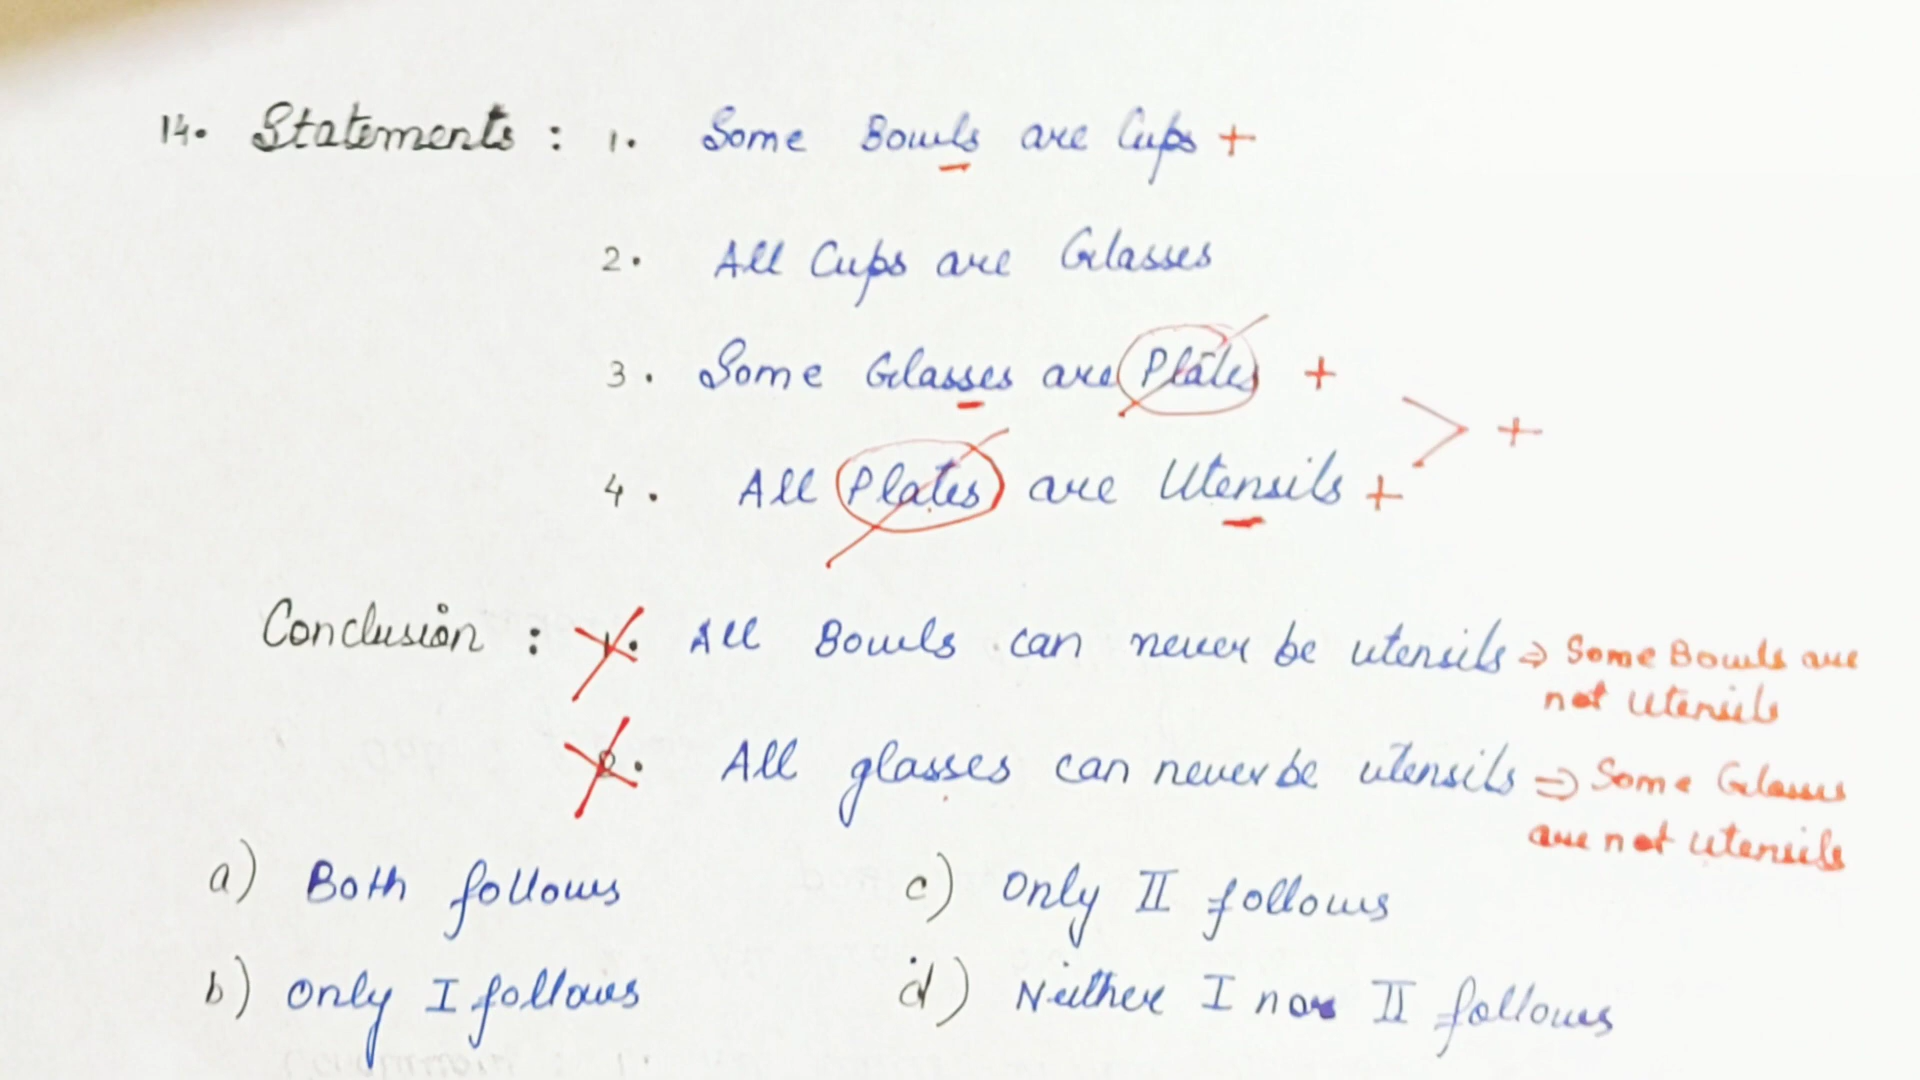 14. Statements : 1. Some Bowls are Cups +
2. All Cups are Glasses
3. Some Glasses are Plates +
> +
4. All Plates are Utensils +
Conclusion : 1. All Bowls can never be utensils ⇒ Some Bowls are
not Utensils
2. All glasses can never be utensils ⇒ Some Glasses
are not utensils
a) Both follows c) Only II follows
b) Only I follows d) Neither I nor II follows